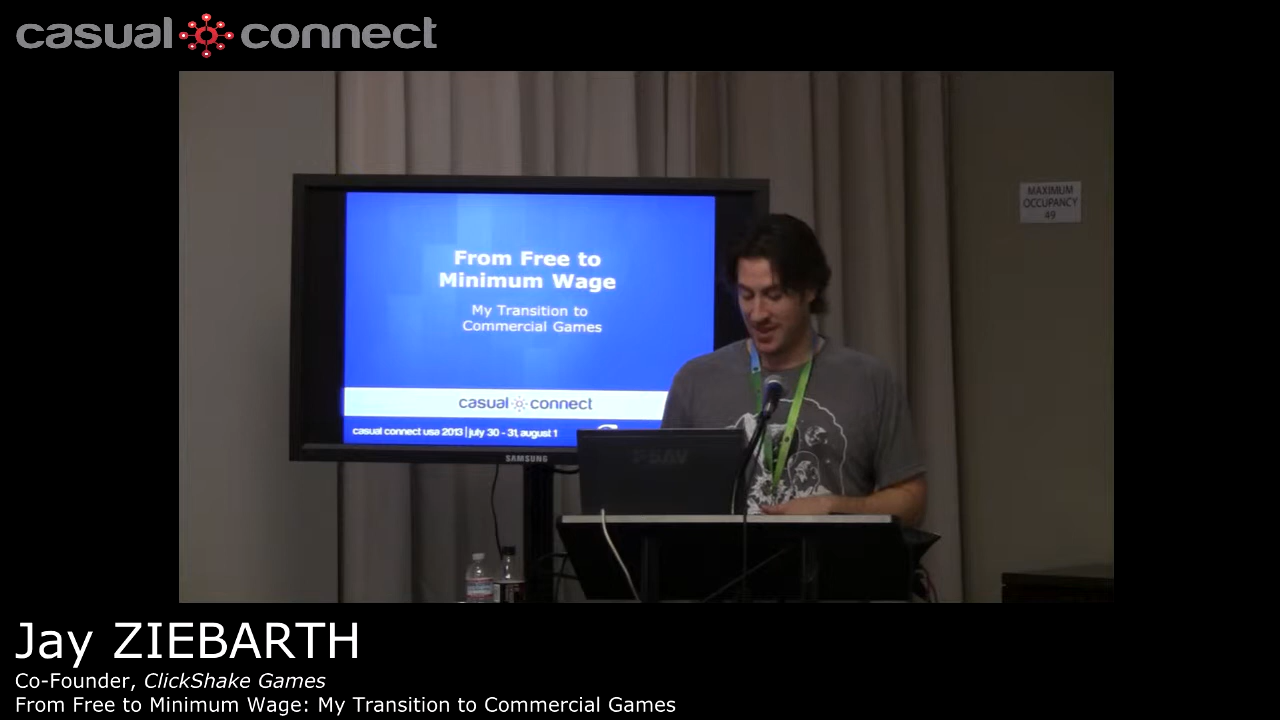 casual connect
MAXIMUM
OCCUPANCY
49
From Free to
Minimum Wage
My Transition to
Commercial Games
casual connect
casual connect usa 2013 | july 30 - 31, august 1
SAMSUNG
Jay ZIEBARTH
Co-Founder, ClickShake Games
From Free to Minimum Wage: My Transition to Commercial Games